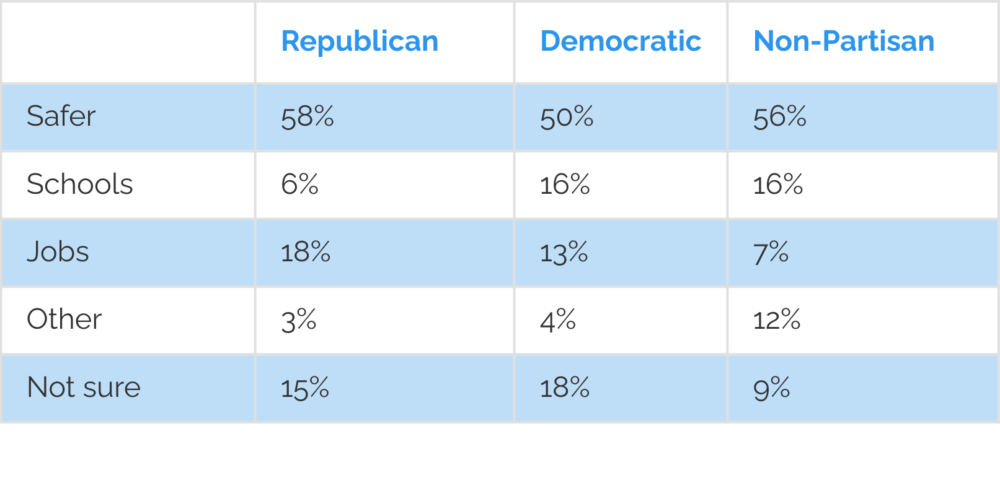 Republican Democratic Non-Partisan
Safer 58% 50% 56%
Schools 6% 16% 16%
Jobs 18% 13% 7%
Other 3% 4% 12%
Not sure 15% 18% 9%